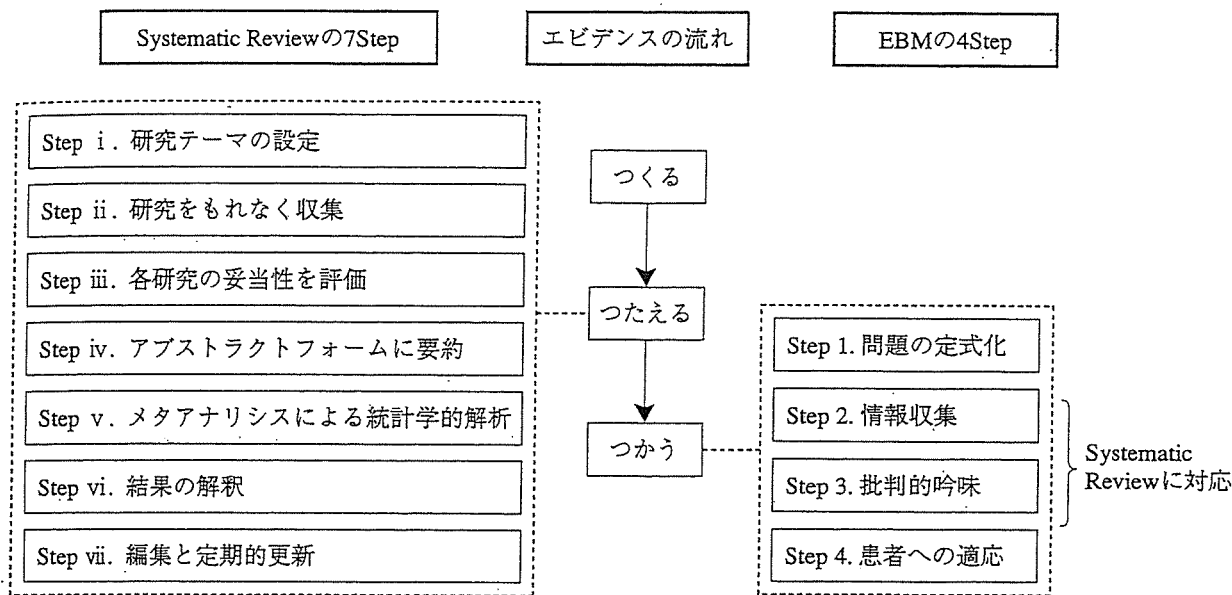 Systematic Reviewの7Step
エビデンスの流れ
EBMの4Step
Step ⅰ. 研究テーマの設定
Step ⅱ. 研究をもれなく収集
Step ⅲ. 各研究の妥当性を評価
Step ⅳ. アブストラクトフォームに要約
Step ⅴ. メタアナリシスによる統計学的解析
Step ⅵ. 結果の解釈
Step ⅶ. 編集と定期的更新
つくる
つたえる
つかう
Step 1. 問題の定式化
Step 2. 情報収集
Step 3. 批判的吟味
Step 4. 患者への適応
Systematic
Reviewに対応